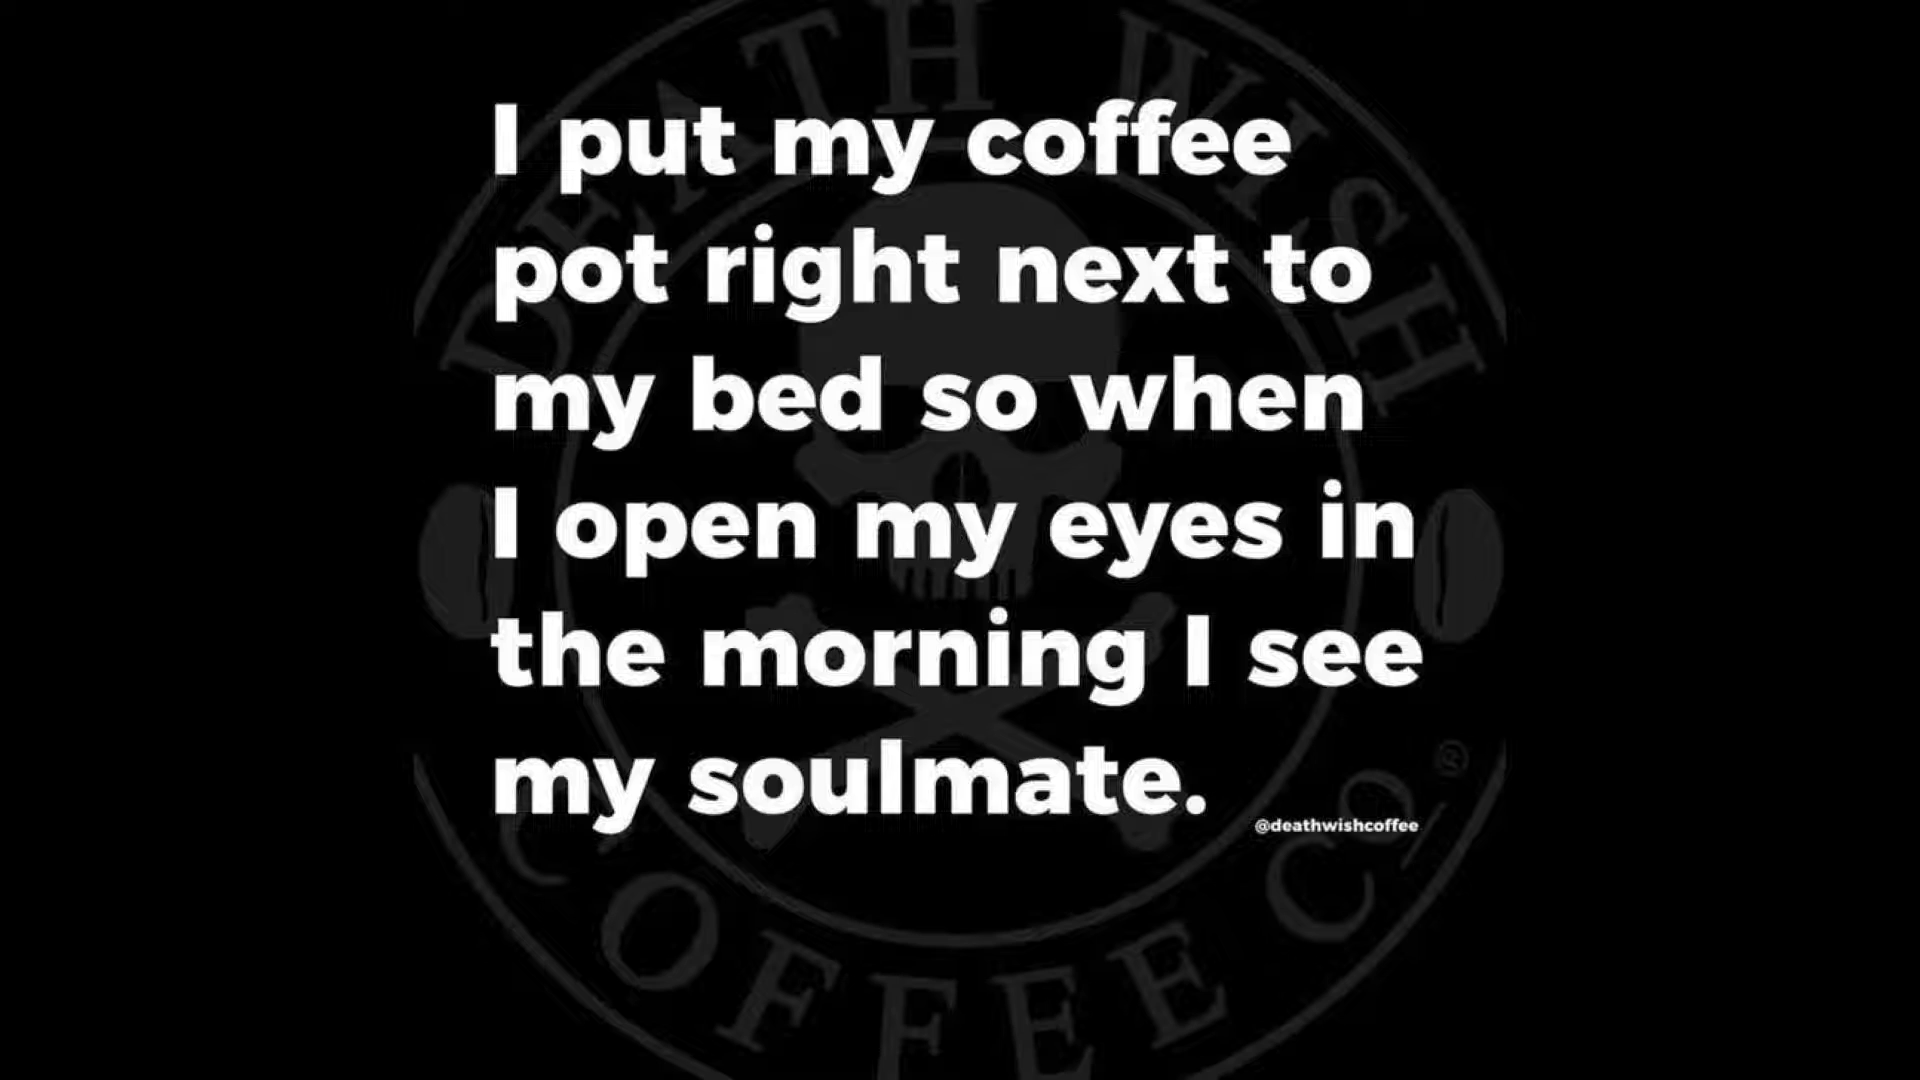 DEATH WISH
I put my coffee
pot right next to
my bed so when
I open my eyes in
the morning I see
my soulmate.
@deathwishcoffee
COFFEE CO.®